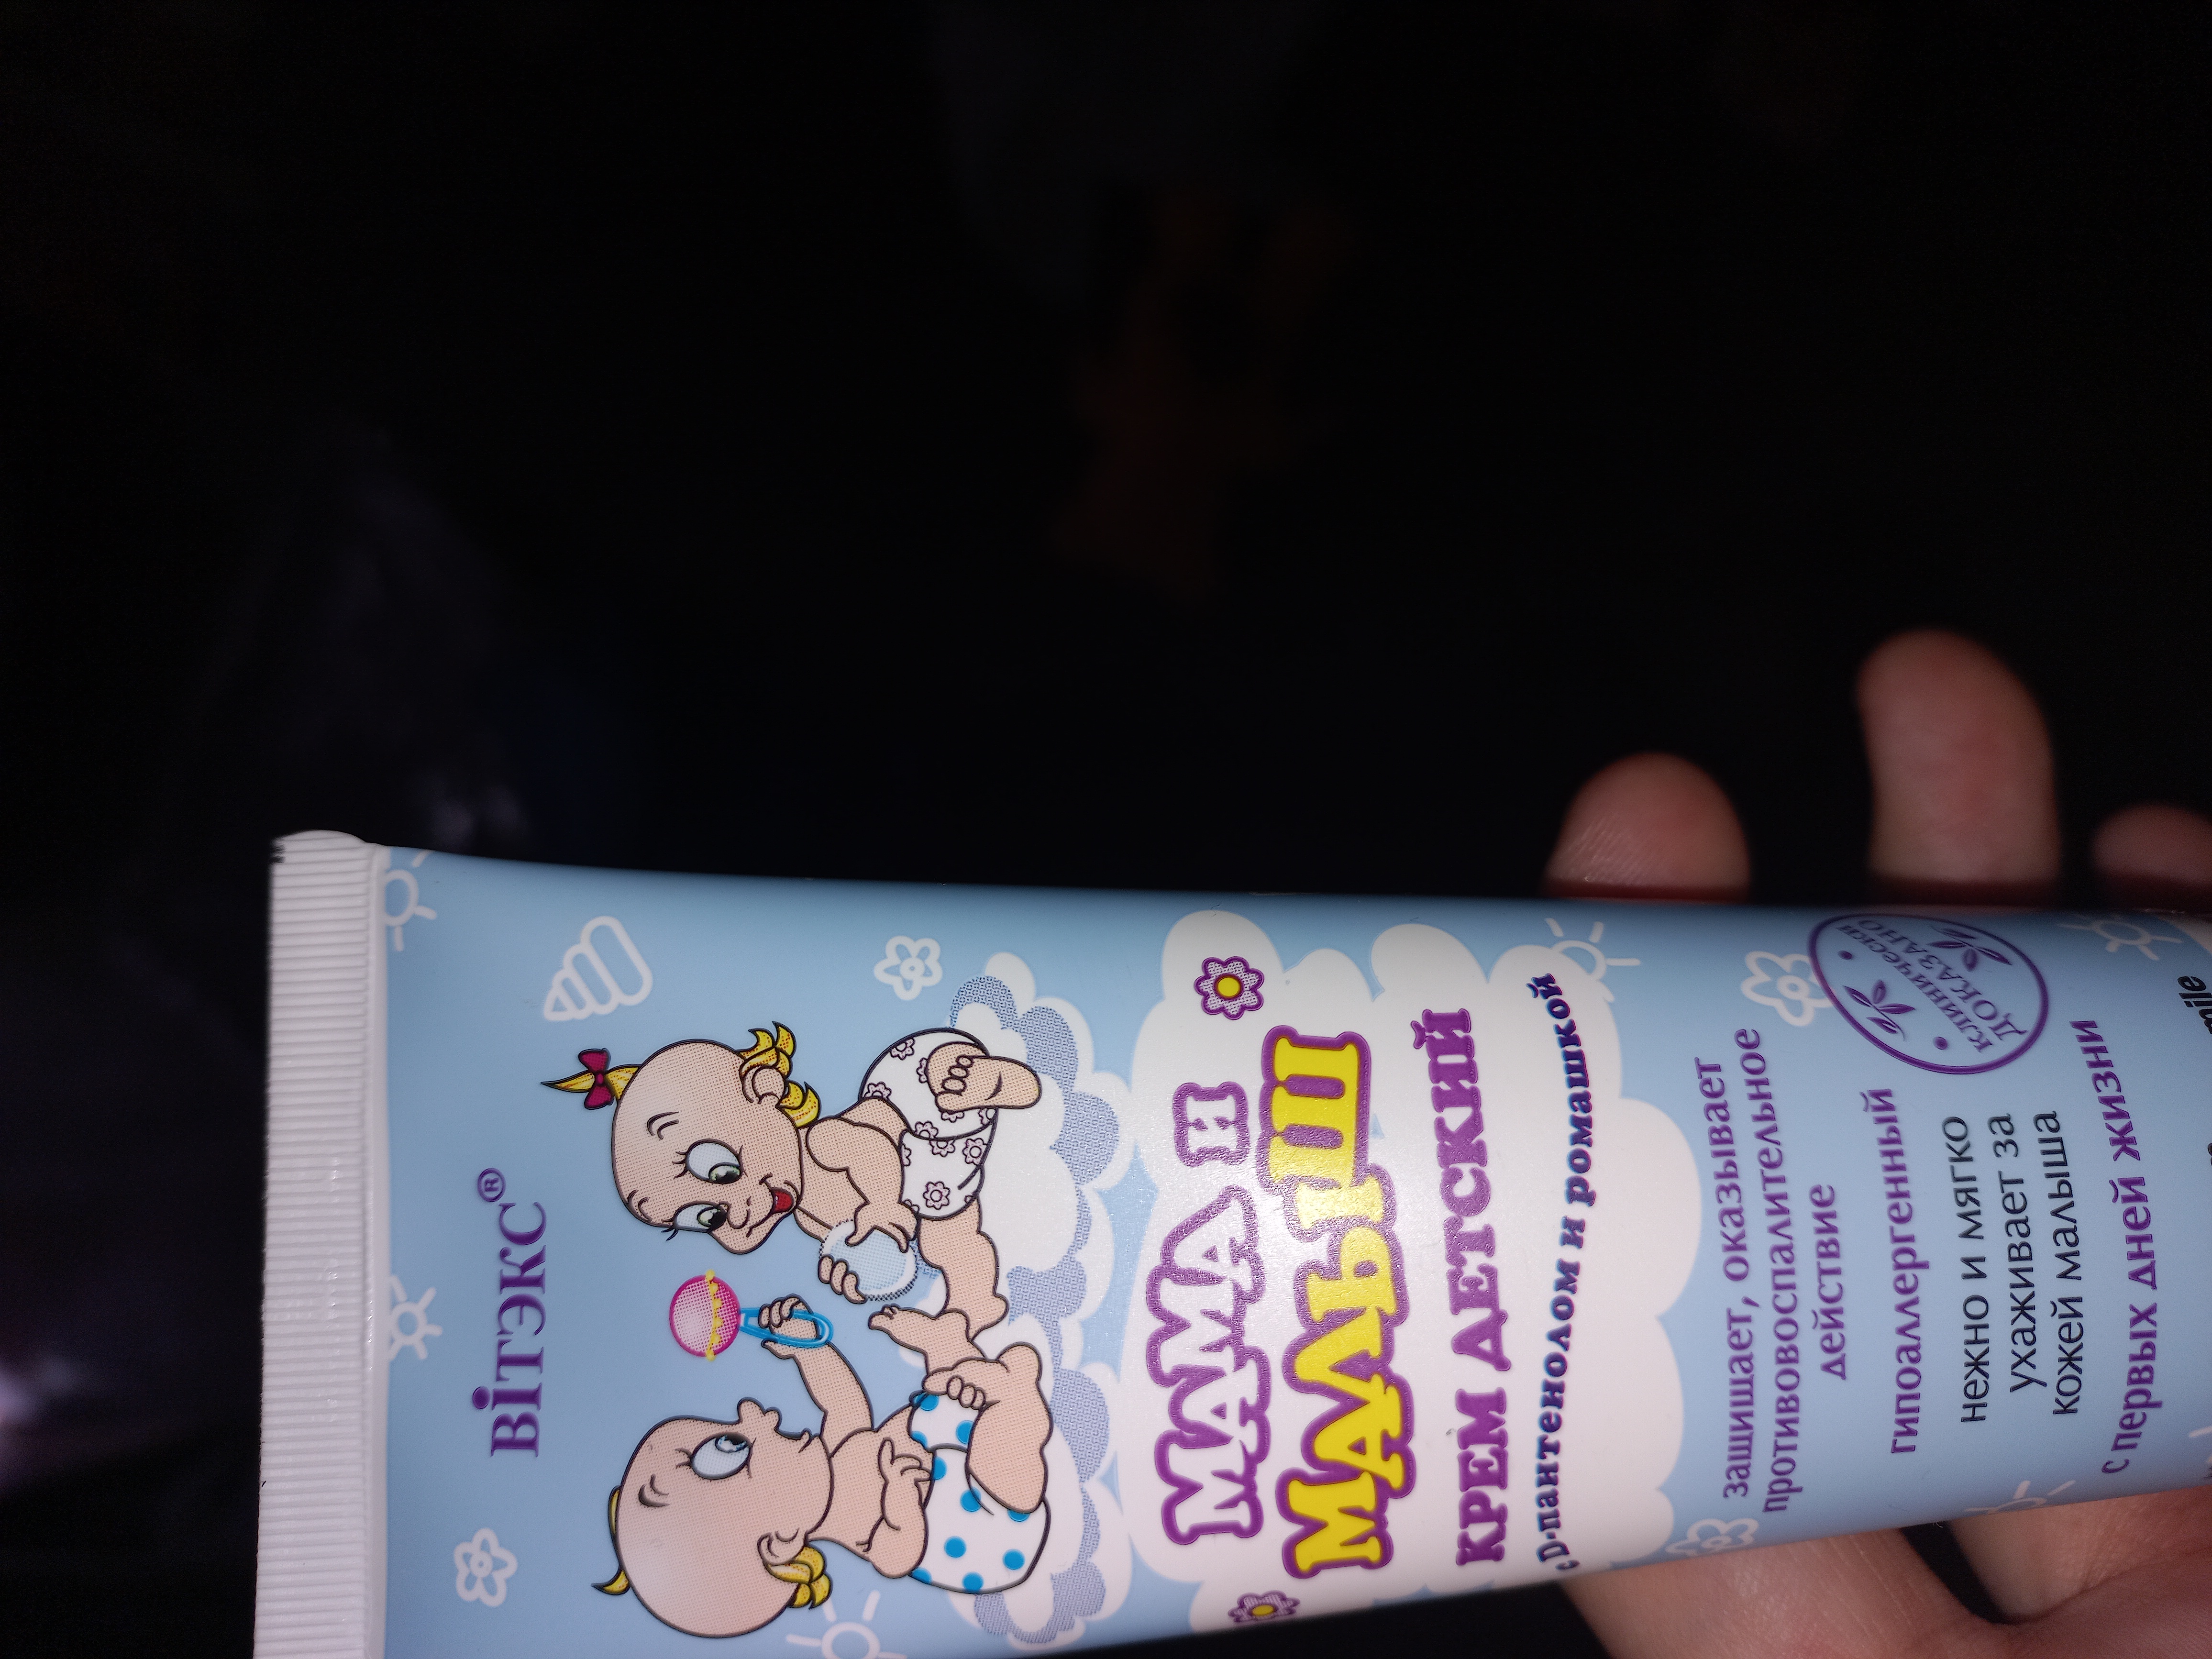 ВІТЭКС®
МАМА И
МАЛЫШ
КРЕМ ДЕТСКИЙ
с D-пантенолом и ромашкой
защищает, оказывает
противовоспалительное
действие
гипоаллергенный
КЛИНИЧЕСКИ
ДОКАЗАНО
нежно и мягко
ухаживает за
кожей малыша
с первых дней жизни